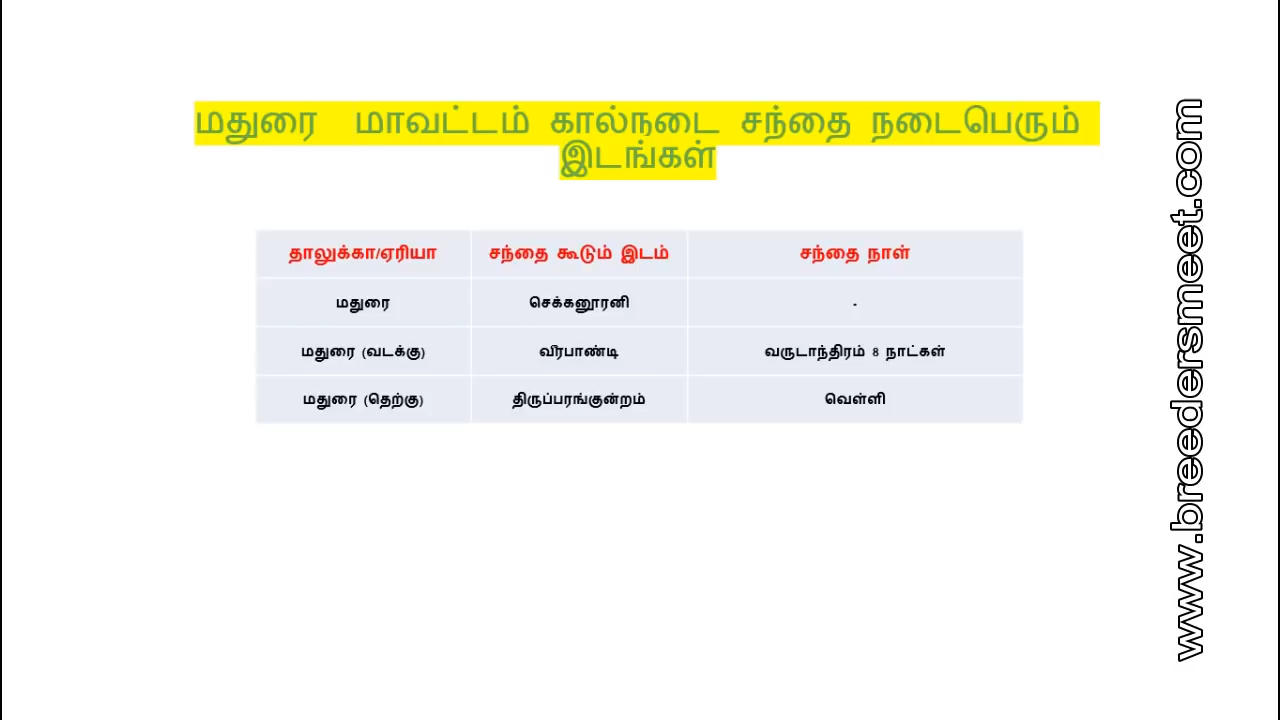 மதுரை மாவட்டம் கால்நடை சந்தை நடைபெரும்
இடங்கள்
தாலுக்கா/ஏரியா சந்தை கூடும் இடம் சந்தை நாள்
மதுரை செக்கனூரனி -
மதுரை (வடக்கு) வீரபாண்டி வருடாந்திரம் 8 நாட்கள்
மதுரை (தெற்கு) திருப்பரங்குன்றம் வெள்ளி
www.breedersmeet.com